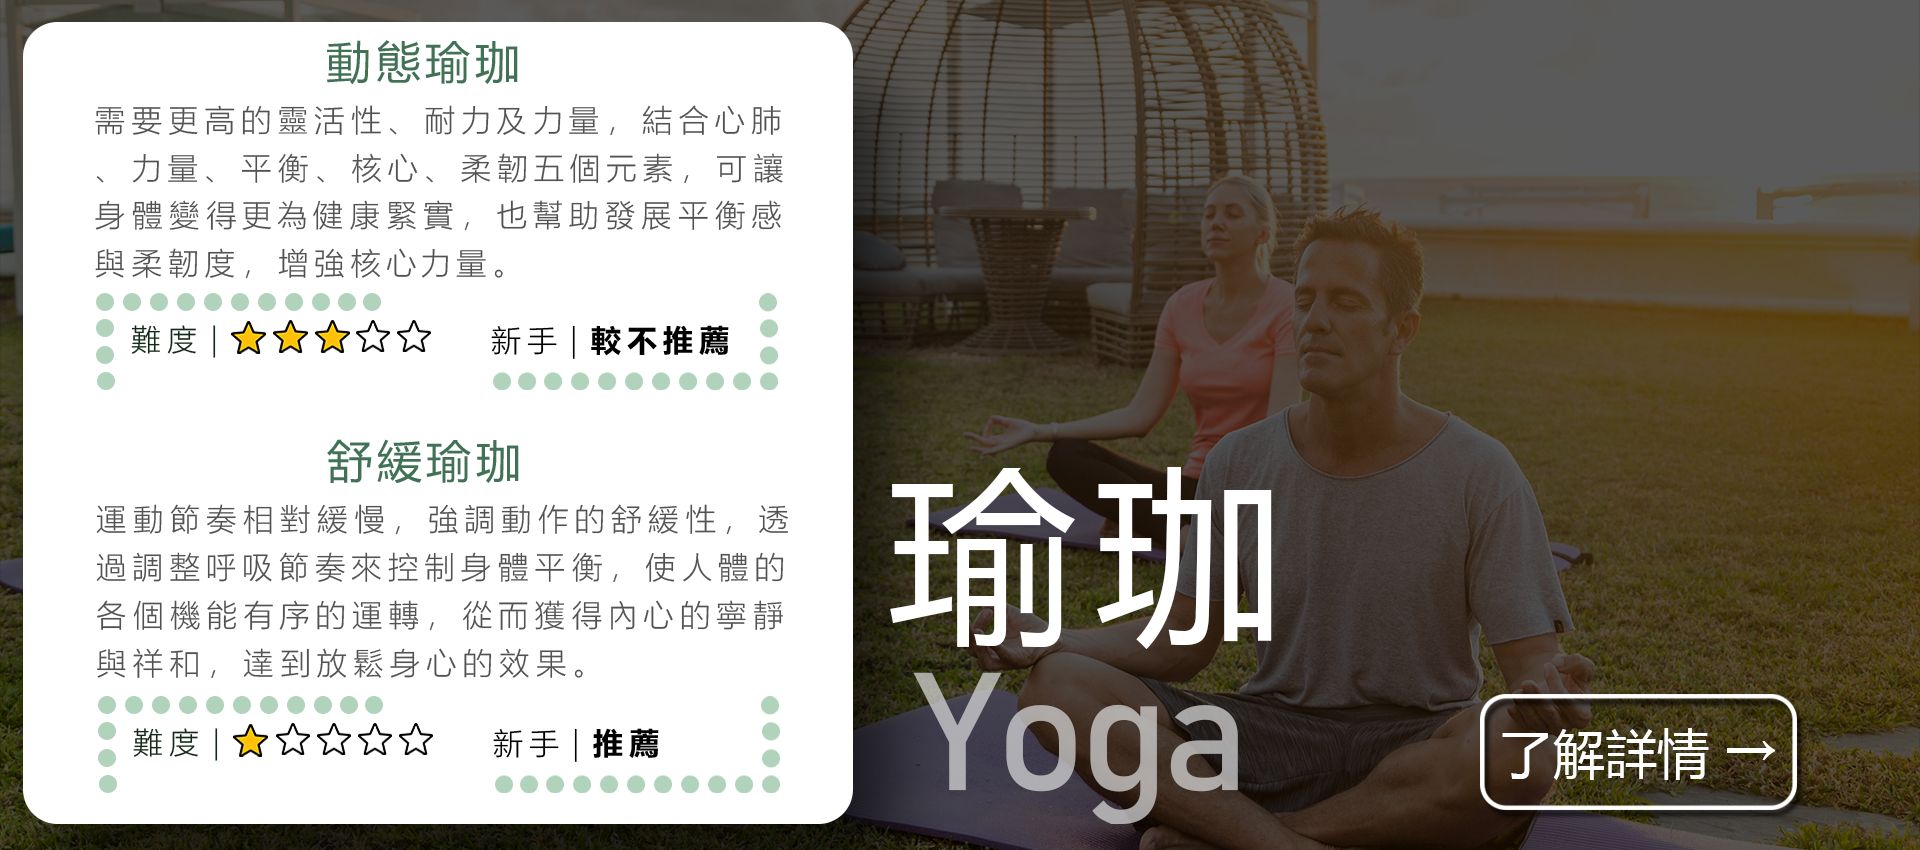 動態瑜珈
需要更高的靈活性、耐力及力量，結合心肺
、力量、平衡、核心、柔韌五個元素，可讓
身體變得更為健康緊實，也幫助發展平衡感
與柔韌度，增強核心力量。
難度｜★★★☆☆
新手｜較不推薦
舒緩瑜珈
運動節奏相對緩慢，強調動作的舒緩性，透
過調整呼吸節奏來控制身體平衡，使人體的
各個機能有序的運轉，從而獲得內心的寧靜
與祥和，達到放鬆身心的效果。
難度｜★☆☆☆☆
新手｜推薦
瑜珈
Yoga
了解詳情 →